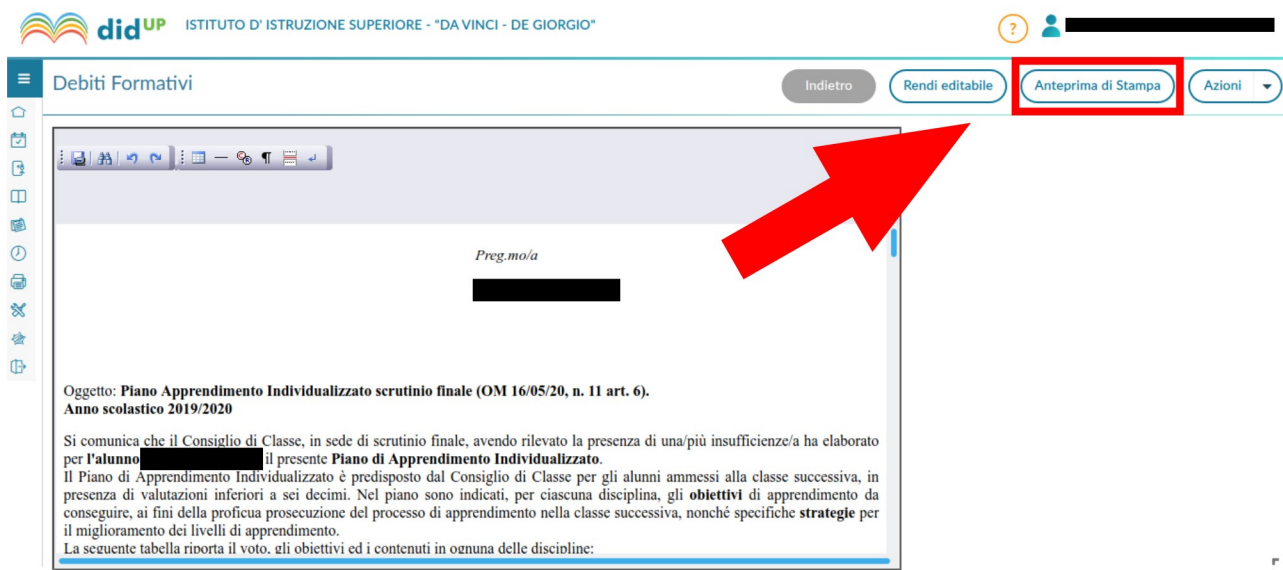 didUP ISTITUTO D' ISTRUZIONE SUPERIORE - "DA VINCI - DE GIORGIO"
?
Debiti Formativi
Indietro
Rendi editabile
Anteprima di Stampa
Azioni
Preg.mo/a
Oggetto: Piano Apprendimento Individualizzato scrutinio finale (OM 16/05/20, n. 11 art. 6).
Anno scolastico 2019/2020
Si comunica che il Consiglio di Classe, in sede di scrutinio finale, avendo rilevato la presenza di una/più insufficienze/a ha elaborato
per l'alunno il presente Piano di Apprendimento Individualizzato.
Il Piano di Apprendimento Individualizzato è predisposto dal Consiglio di Classe per gli alunni ammessi alla classe successiva, in
presenza di valutazioni inferiori a sei decimi. Nel piano sono indicati, per ciascuna disciplina, gli obiettivi di apprendimento da
conseguire, ai fini della proficua prosecuzione del processo di apprendimento nella classe successiva, nonché specifiche strategie per
il miglioramento dei livelli di apprendimento.
La seguente tabella riporta il voto, gli obiettivi ed i contenuti in ognuna delle discipline: